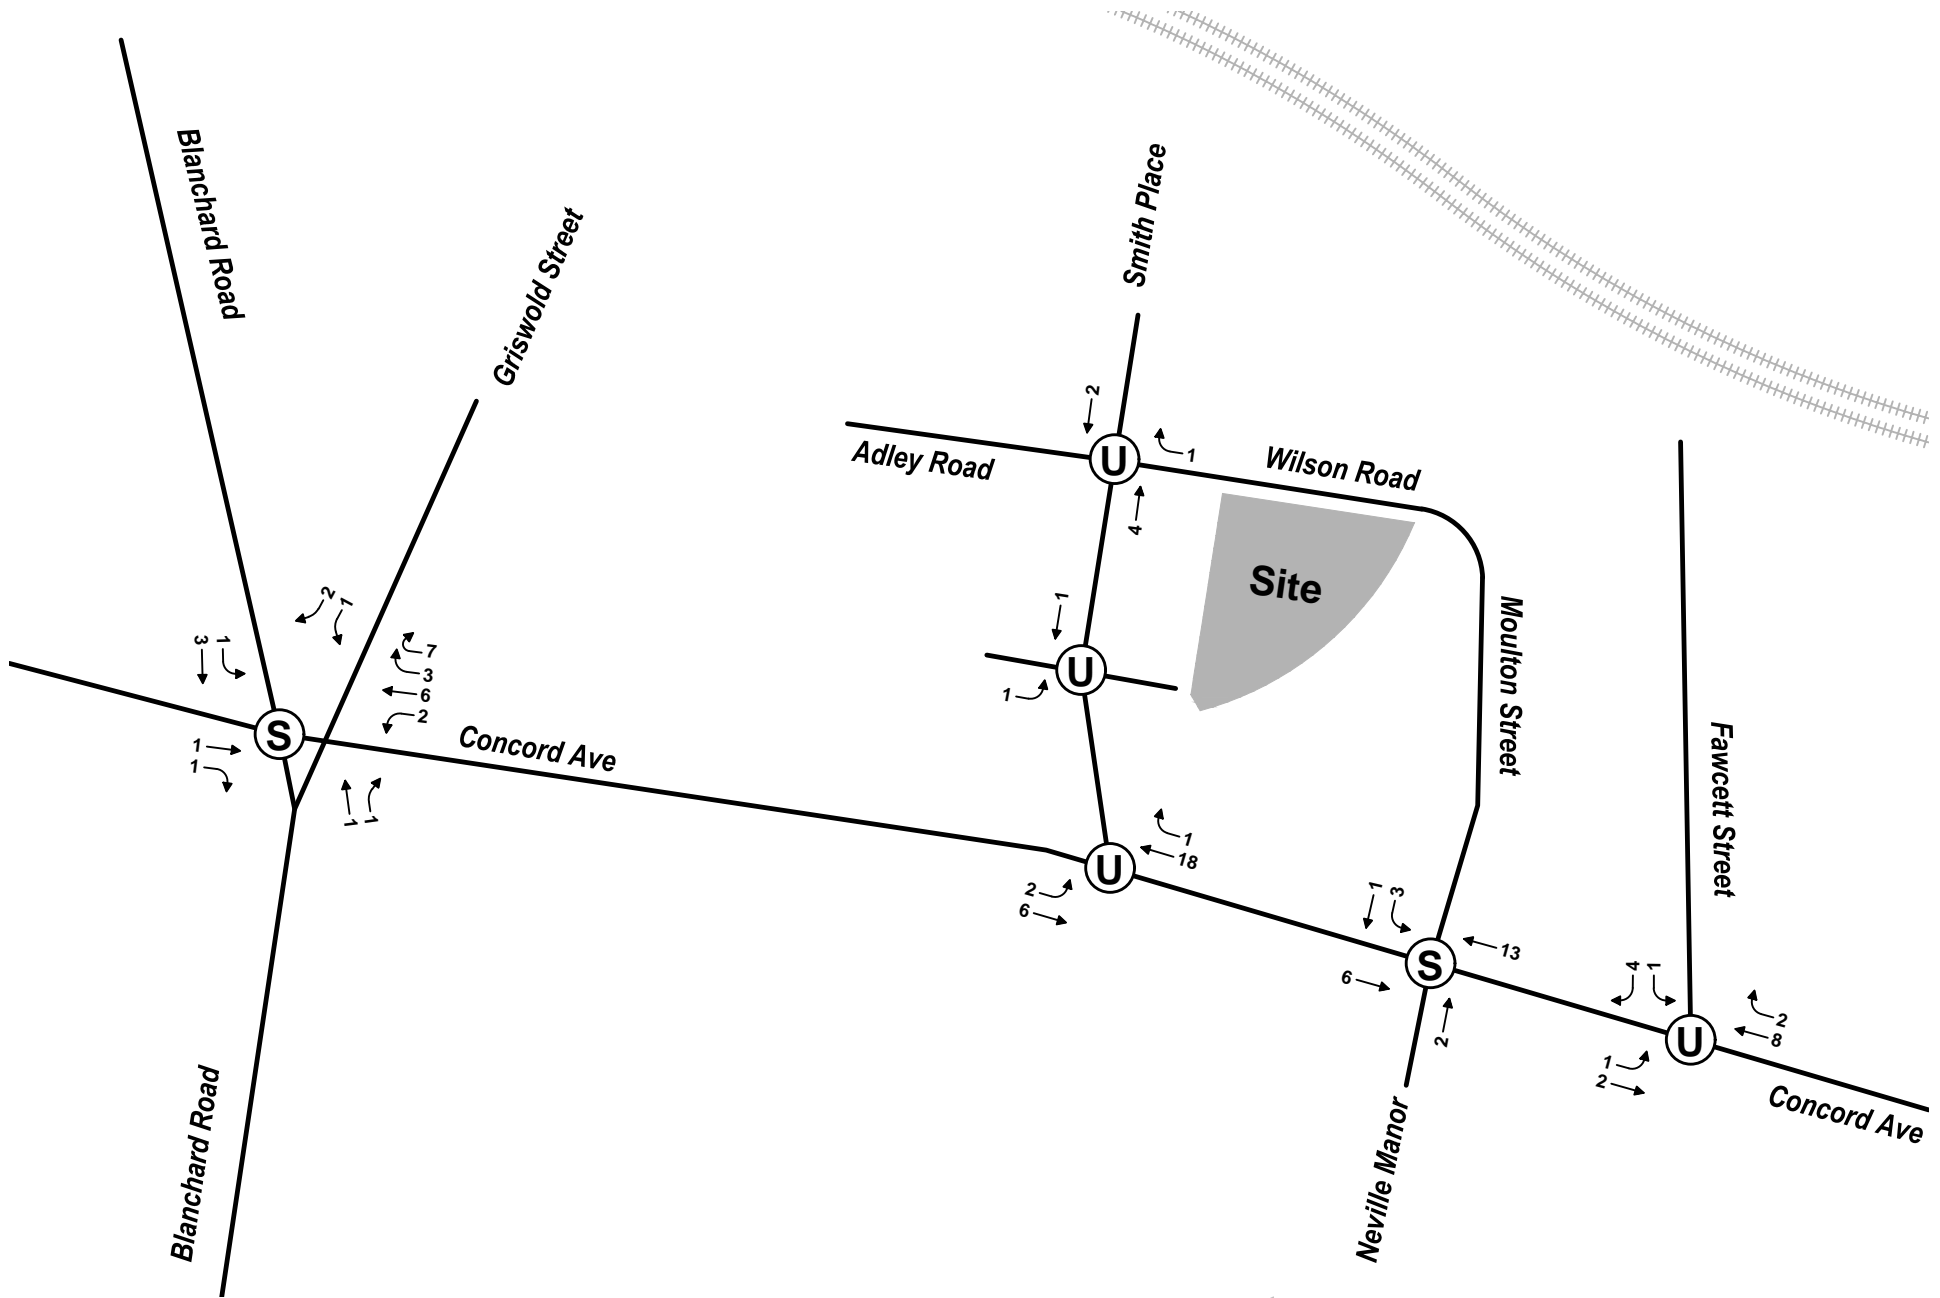 Blanchard Road
Griswold Street
Smith Place
2
U
1
Adley Road
4
Wilson Road
Site
Moulton Street
Fawcett Street
1
U
1
2
1
3
1
7
3
6
2
S
1
1
1
1
Concord Ave
1
18
U
2
6
1
3
13
S
6
2
4
1
2
8
U
1
2
Concord Ave
Neville Manor
Blanchard Road